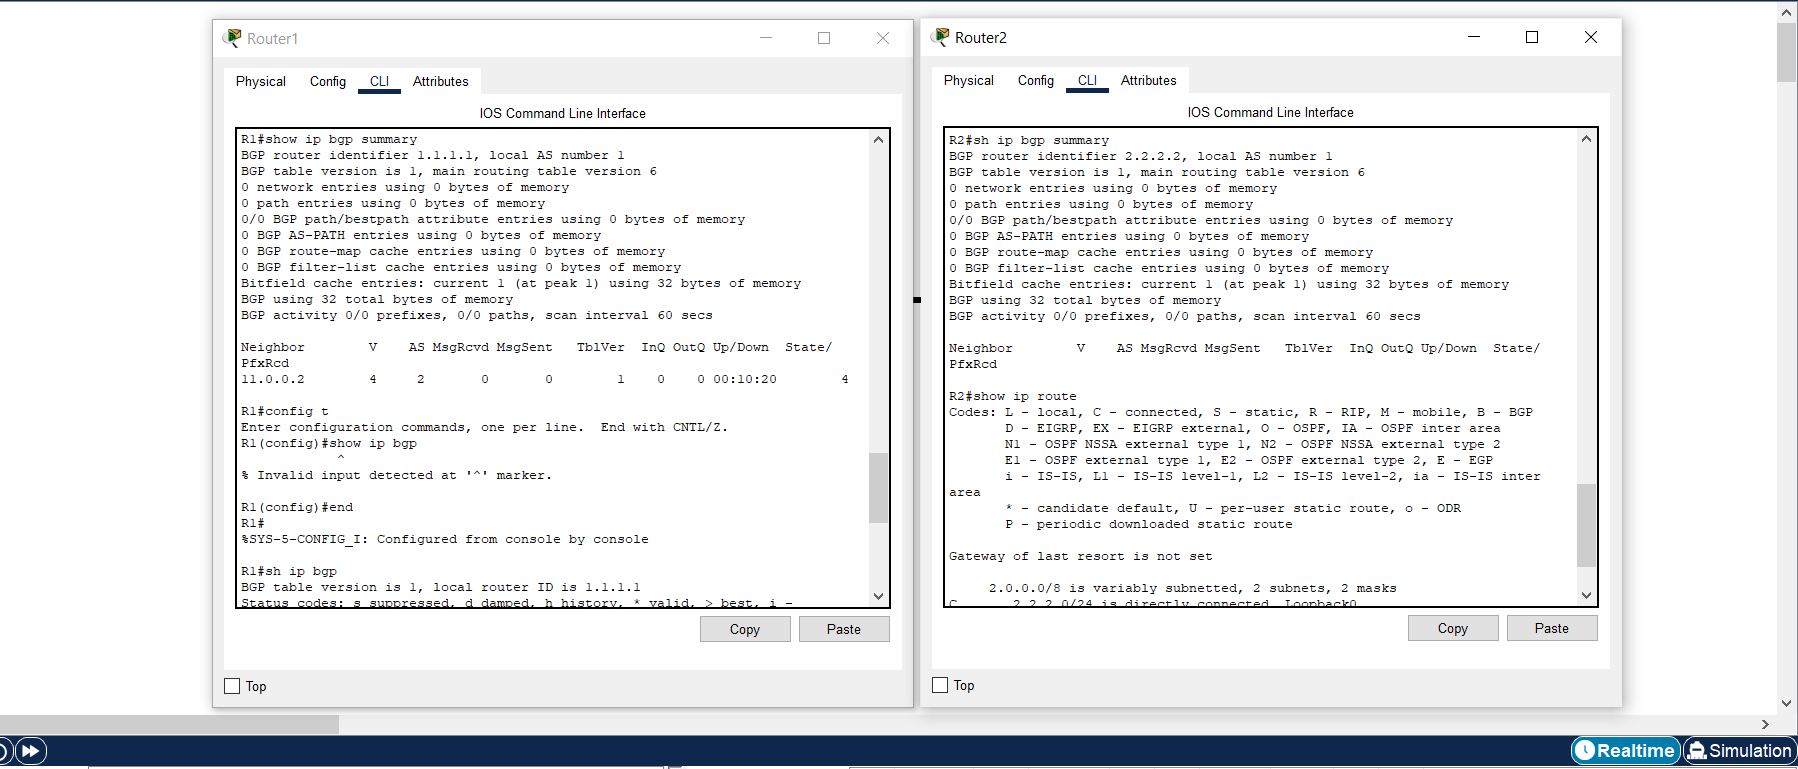 Router1
Physical Config CLI Attributes
IOS Command Line Interface
R1#show ip bgp summary
BGP router identifier 1.1.1.1, local AS number 1
BGP table version is 1, main routing table version 6
0 network entries using 0 bytes of memory
0 path entries using 0 bytes of memory
0/0 BGP path/bestpath attribute entries using 0 bytes of memory
0 BGP AS-PATH entries using 0 bytes of memory
0 BGP route-map cache entries using 0 bytes of memory
0 BGP filter-list cache entries using 0 bytes of memory
Bitfield cache entries: current 1 (at peak 1) using 32 bytes of memory
BGP using 32 total bytes of memory
BGP activity 0/0 prefixes, 0/0 paths, scan interval 60 secs
Neighbor V AS MsgRcvd MsgSent TblVer InQ OutQ Up/Down State/
PfxRcd
11.0.0.2 4 2 0 0 1 0 0 00:10:20 4
R1#config t
Enter configuration commands, one per line. End with CNTL/Z.
R1(config)#show ip bgp
^
% Invalid input detected at '^' marker.
R1(config)#end
R1#
%SYS-5-CONFIG_I: Configured from console by console
R1#sh ip bgp
BGP table version is 1, local router ID is 1.1.1.1
Status codes: s suppressed, d damped, h history, * valid, > best, i -
Copy Paste
Top
Router2
Physical Config CLI Attributes
IOS Command Line Interface
R2#sh ip bgp summary
BGP router identifier 2.2.2.2, local AS number 1
BGP table version is 1, main routing table version 6
0 network entries using 0 bytes of memory
0 path entries using 0 bytes of memory
0/0 BGP path/bestpath attribute entries using 0 bytes of memory
0 BGP AS-PATH entries using 0 bytes of memory
0 BGP route-map cache entries using 0 bytes of memory
0 BGP filter-list cache entries using 0 bytes of memory
Bitfield cache entries: current 1 (at peak 1) using 32 bytes of memory
BGP using 32 total bytes of memory
BGP activity 0/0 prefixes, 0/0 paths, scan interval 60 secs
Neighbor V AS MsgRcvd MsgSent TblVer InQ OutQ Up/Down State/
PfxRcd
R2#show ip route
Codes: L - local, C - connected, S - static, R - RIP, M - mobile, B - BGP
D - EIGRP, EX - EIGRP external, O - OSPF, IA - OSPF inter area
N1 - OSPF NSSA external type 1, N2 - OSPF NSSA external type 2
E1 - OSPF external type 1, E2 - OSPF external type 2, E - EGP
i - IS-IS, L1 - IS-IS level-1, L2 - IS-IS level-2, ia - IS-IS inter
area
* - candidate default, U - per-user static route, o - ODR
P - periodic downloaded static route
Gateway of last resort is not set
2.0.0.0/8 is variably subnetted, 2 subnets, 2 masks
C 2.2.2.0/24 is directly connected, Loopback0
Copy Paste
Top
Realtime Simulation